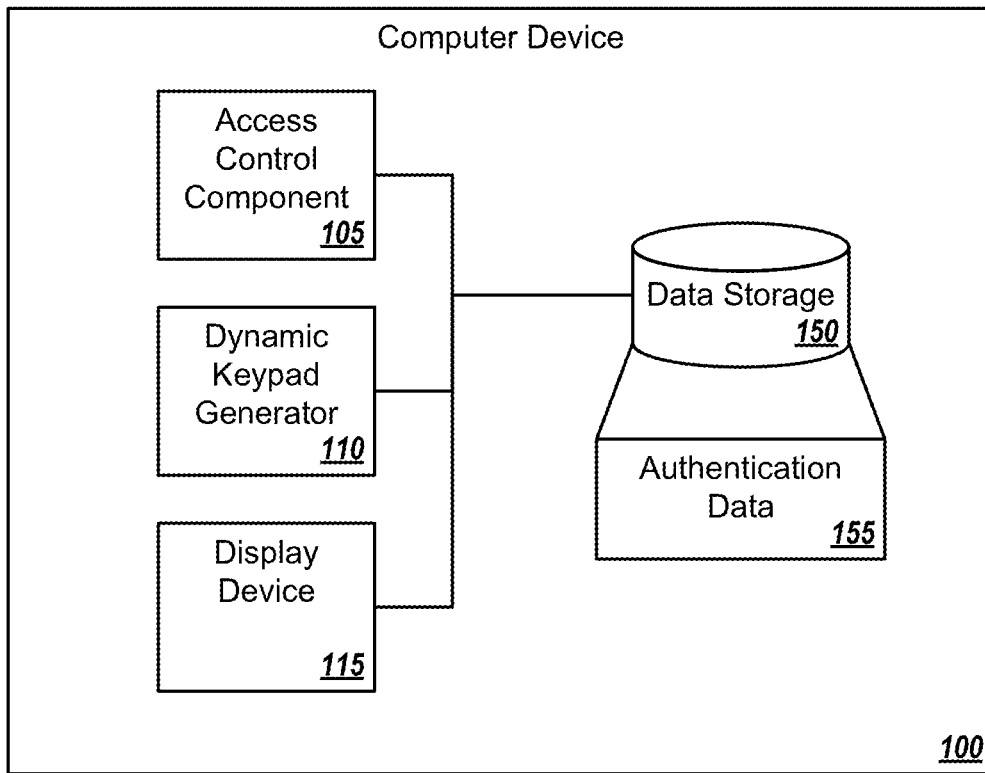 Computer Device
Access
Control
Component
105
Dynamic
Keypad
Generator
110
Display
Device
115
Data Storage
150
Authentication
Data
155
100